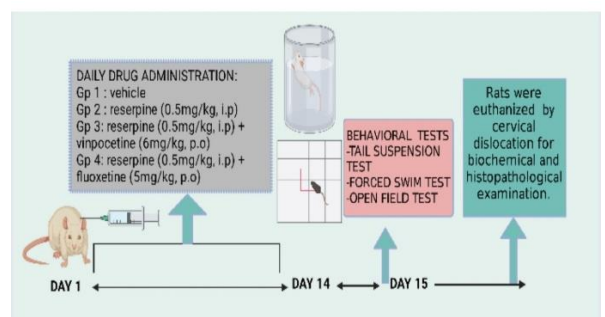 DAILY DRUG ADMINISTRATION:
Gp 1 : vehicle
Gp 2 : reserpine (0.5mg/kg, i.p)
Gp 3: reserpine (0.5mg/kg, i.p) +
vinpocetine (6mg/kg, p.o)
Gp 4: reserpine (0.5mg/kg, i.p) +
fluoxetine (5mg/kg, p.o)
BEHAVIORAL TESTS
-TAIL SUSPENSION
TEST
-FORCED SWIM TEST
-OPEN FIELD TEST
Rats were
euthanized by
cervical
dislocation for
biochemical and
histopathological
examination.
DAY 1
DAY 14
DAY 15